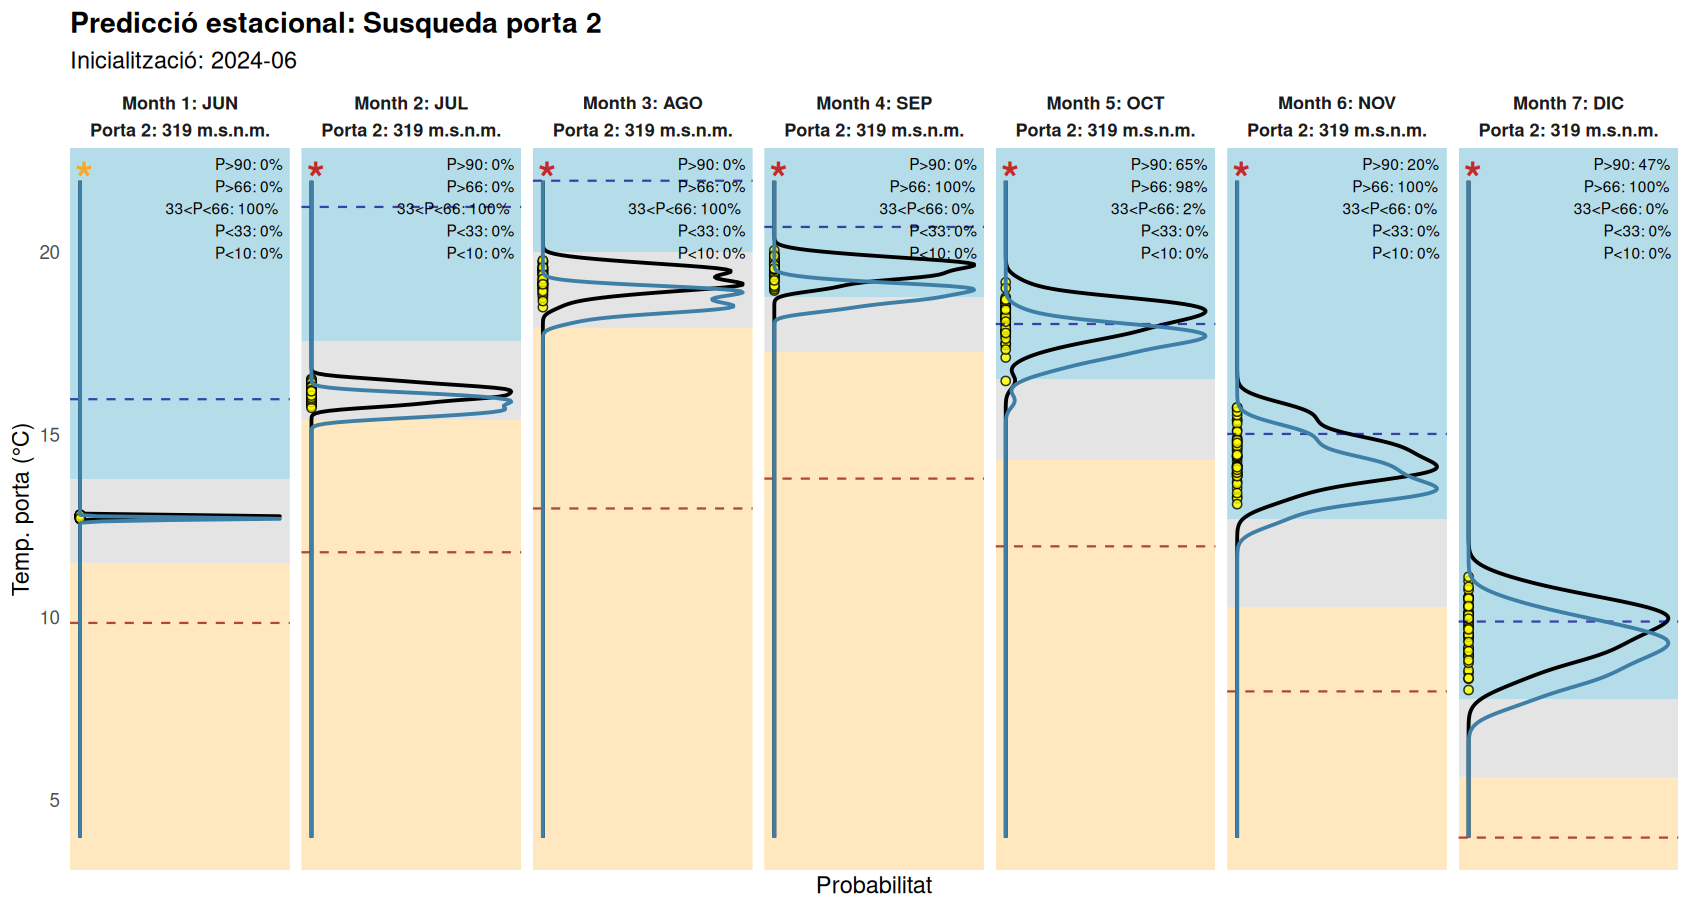 Predicció estacional: Susqueda porta 2
Inicialització: 2024-06
Month 1: JUN
Porta 2: 319 m.s.n.m.
Month 2: JUL
Porta 2: 319 m.s.n.m.
Month 3: AGO
Porta 2: 319 m.s.n.m.
Month 4: SEP
Porta 2: 319 m.s.n.m.
Month 5: OCT
Porta 2: 319 m.s.n.m.
Month 6: NOV
Porta 2: 319 m.s.n.m.
Month 7: DIC
Porta 2: 319 m.s.n.m.
*
P>90: 0%
P>66: 0%
33<P<66: 100%
P<33: 0%
P<10: 0%
*
P>90: 0%
P>66: 0%
33<P<66: 100%
P<33: 0%
P<10: 0%
*
P>90: 0%
P>66: 0%
33<P<66: 100%
P<33: 0%
P<10: 0%
*
P>90: 0%
P>66: 100%
33<P<66: 0%
P<33: 0%
P<10: 0%
*
P>90: 65%
P>66: 98%
33<P<66: 2%
P<33: 0%
P<10: 0%
*
P>90: 20%
P>66: 100%
33<P<66: 0%
P<33: 0%
P<10: 0%
*
P>90: 47%
P>66: 100%
33<P<66: 0%
P<33: 0%
P<10: 0%
20
15
10
5
Temp. porta (°C)
Probabilitat